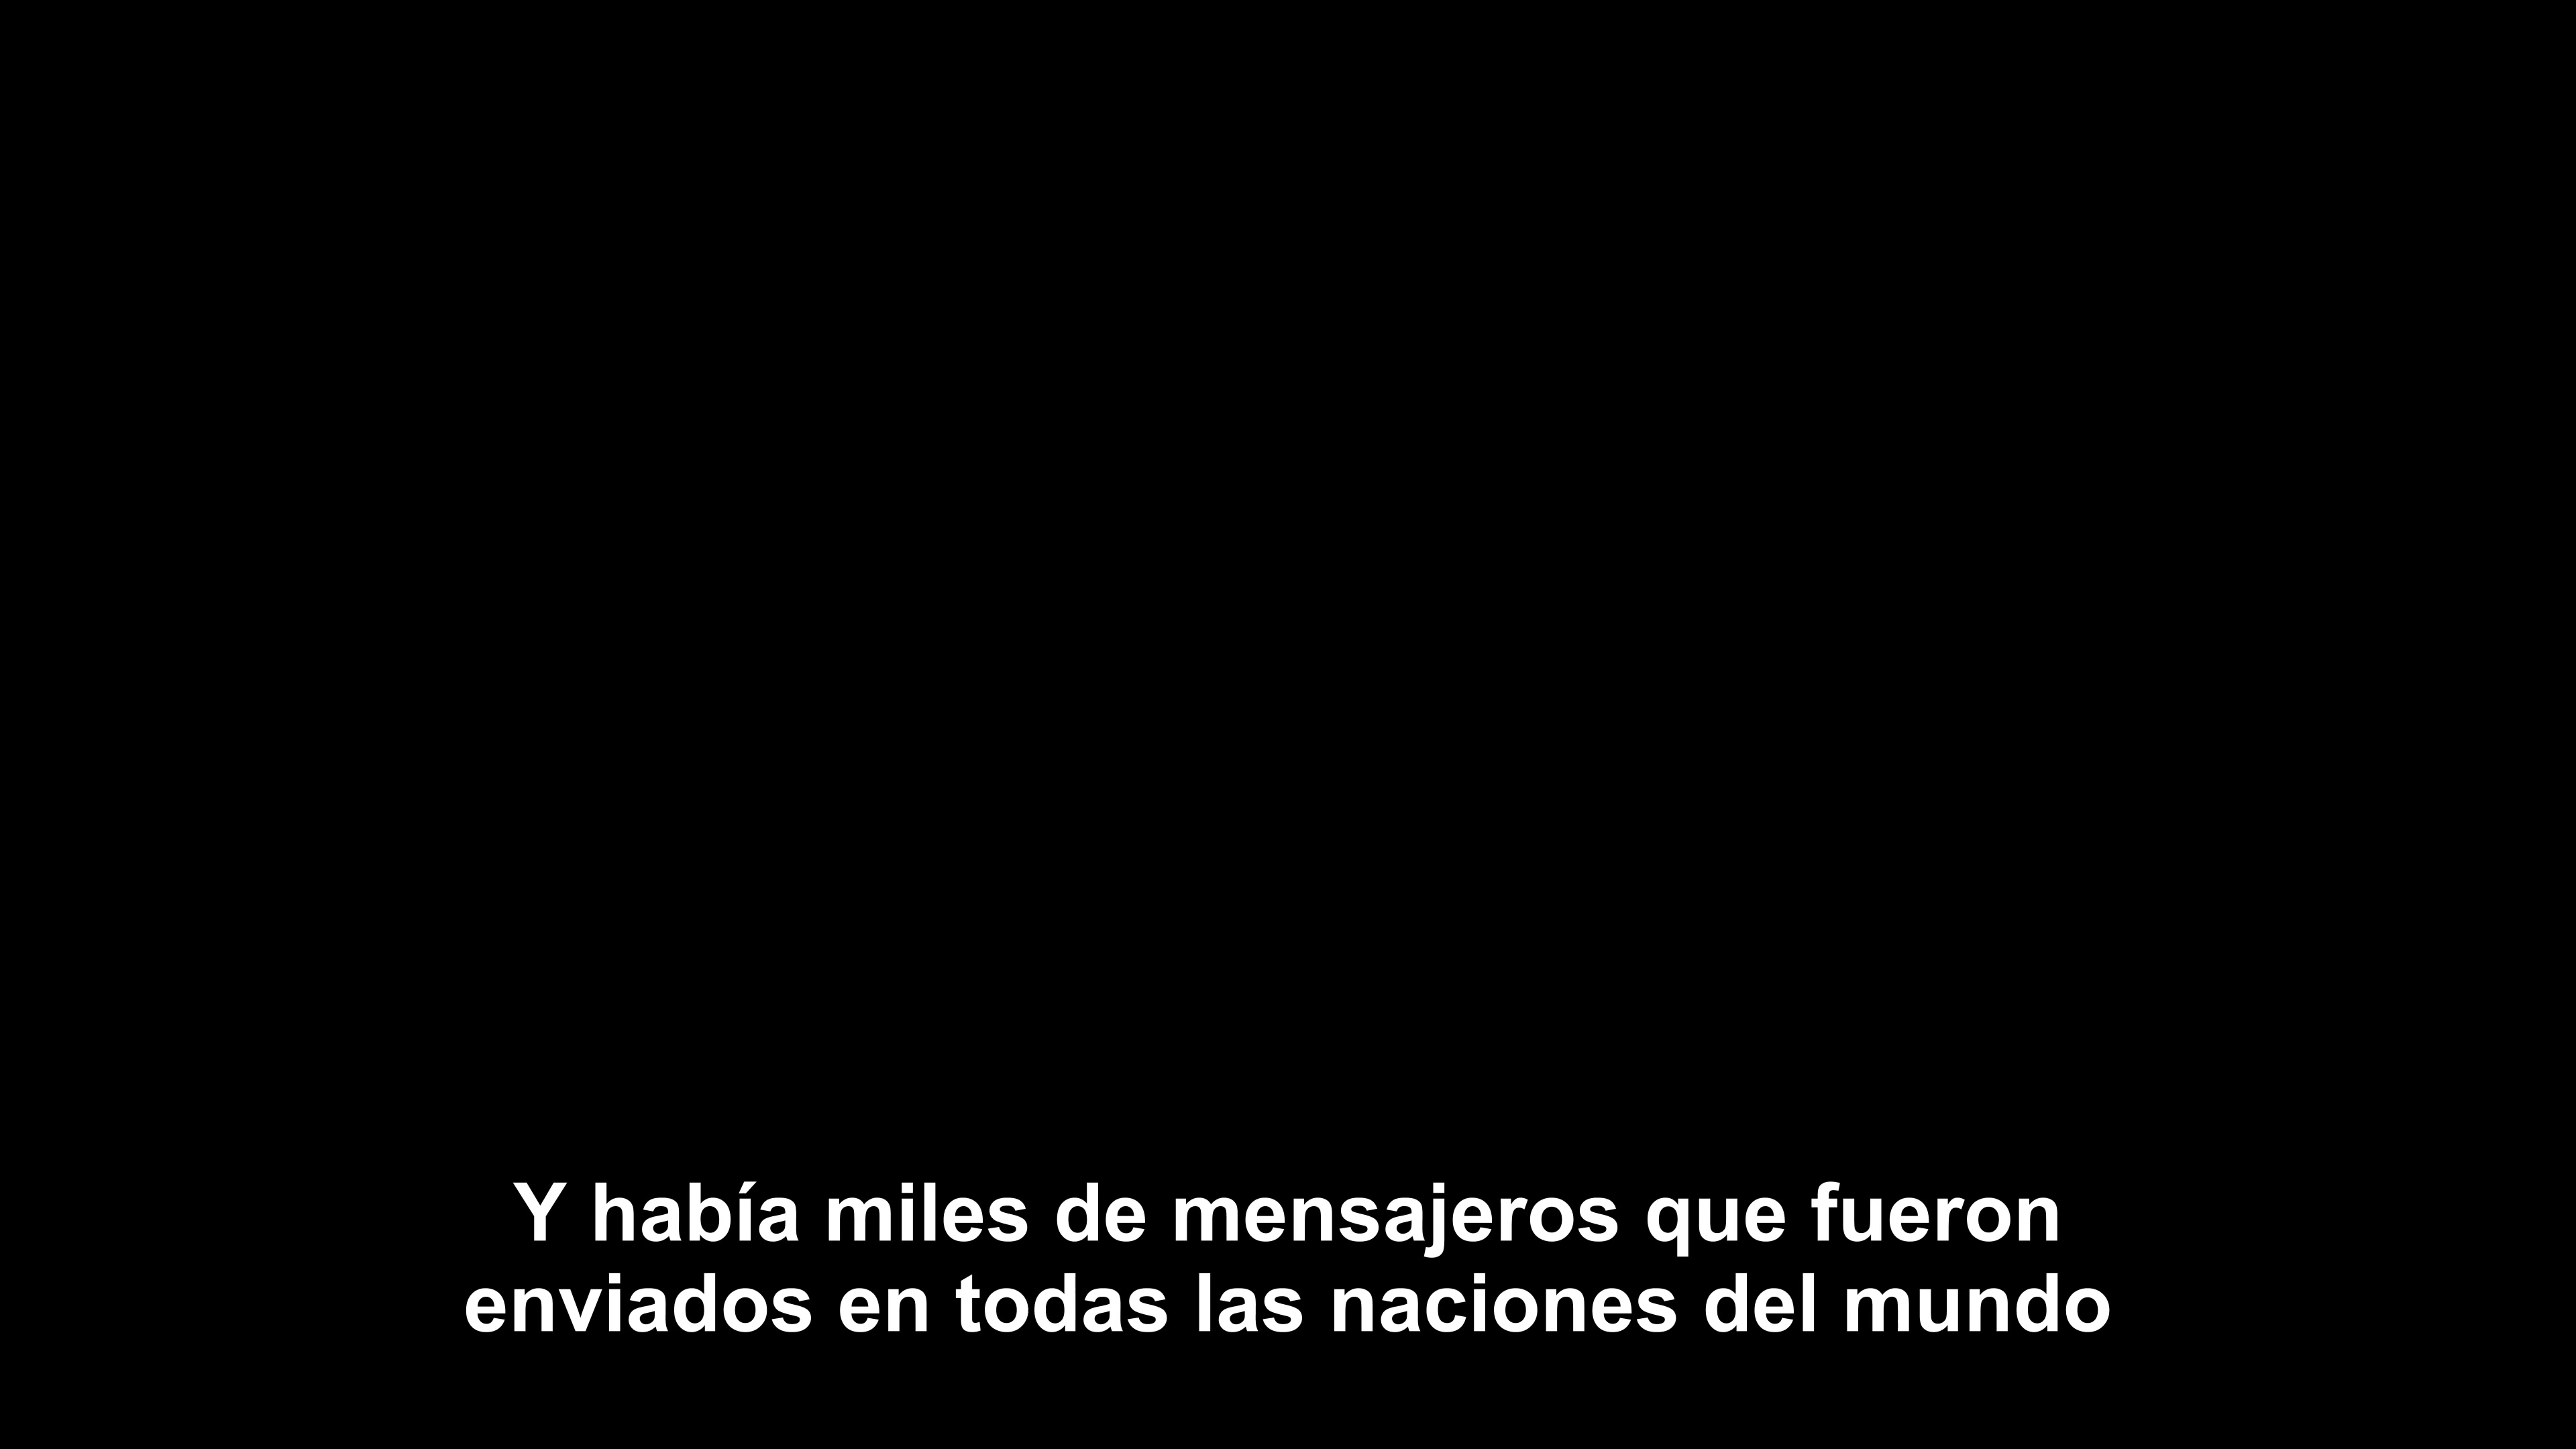 Y había miles de mensajeros que fueron
enviados en todas las naciones del mundo